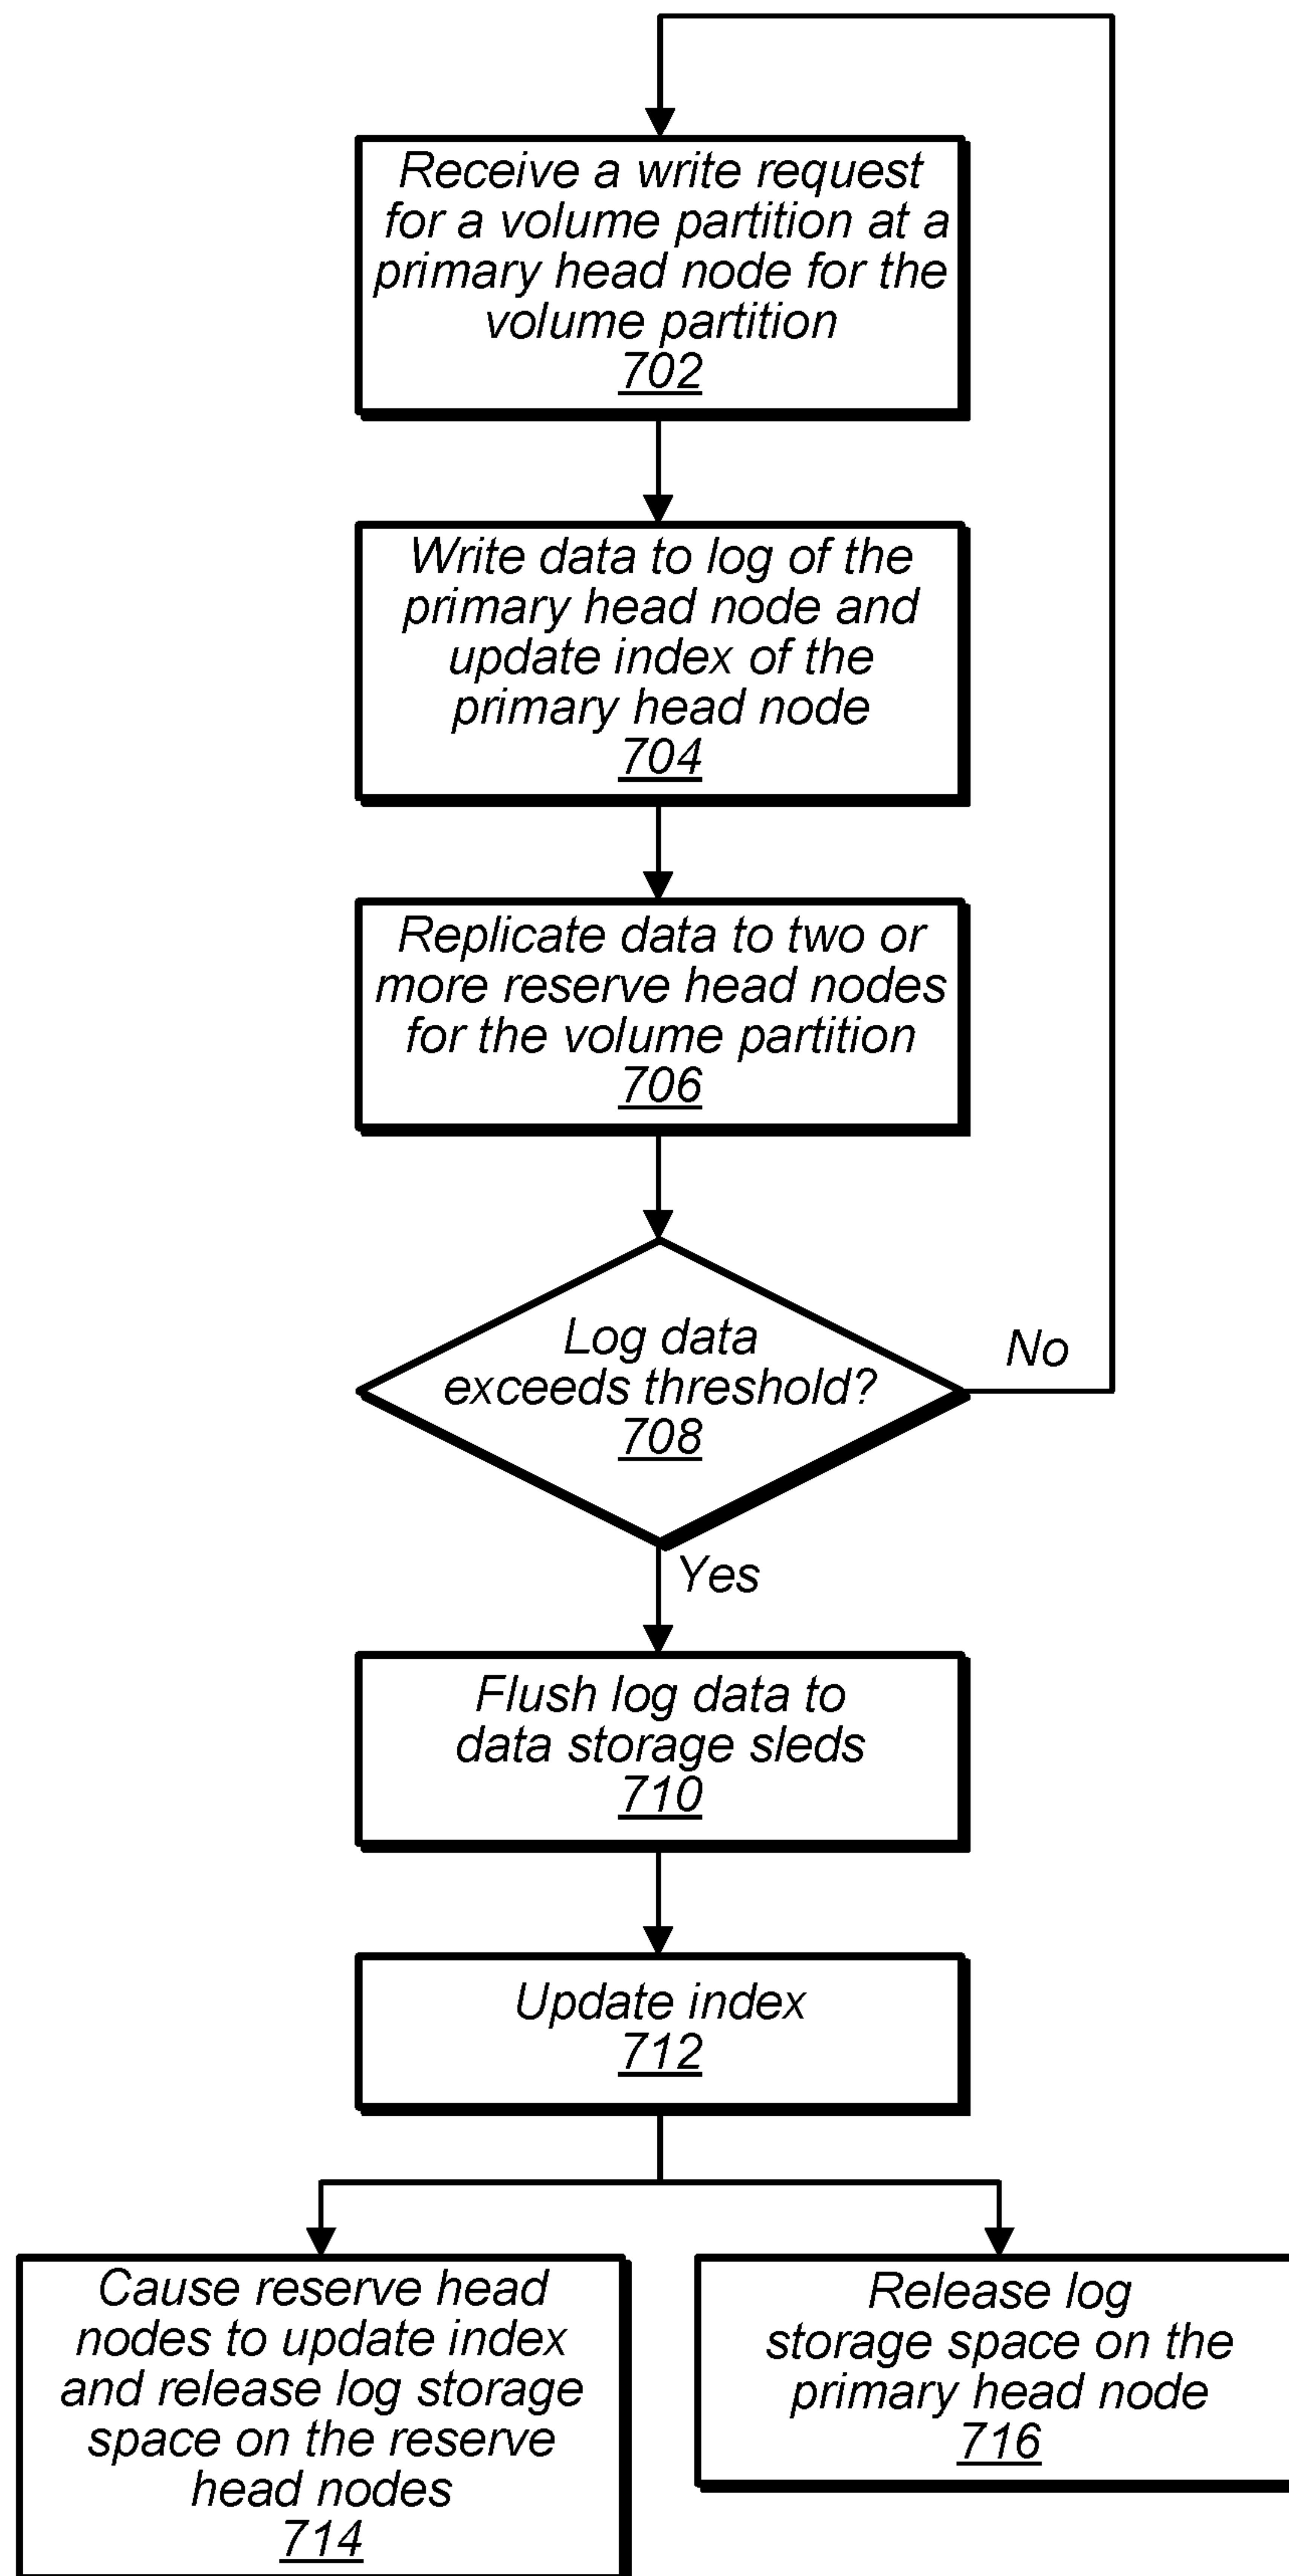 Receive a write request
for a volume partition at a
primary head node for the
volume partition
702
Write data to log of the
primary head node and
update index of the
primary head node
704
Replicate data to two or
more reserve head nodes
for the volume partition
706
Log data
exceeds threshold?
708
No
Yes
Flush log data to
data storage sleds
710
Update index
712
Cause reserve head
nodes to update index
and release log storage
space on the reserve
head nodes
714
Release log
storage space on the
primary head node
716